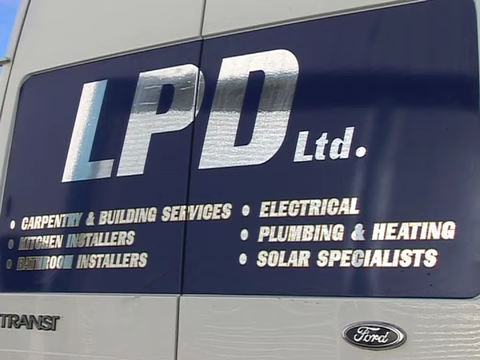 LPD Ltd.
• CARPENTRY & BUILDING SERVICES
• KITCHEN INSTALLERS
• BATHROOM INSTALLERS
• ELECTRICAL
• PLUMBING & HEATING
• SOLAR SPECIALISTS
TRANSIT
Ford